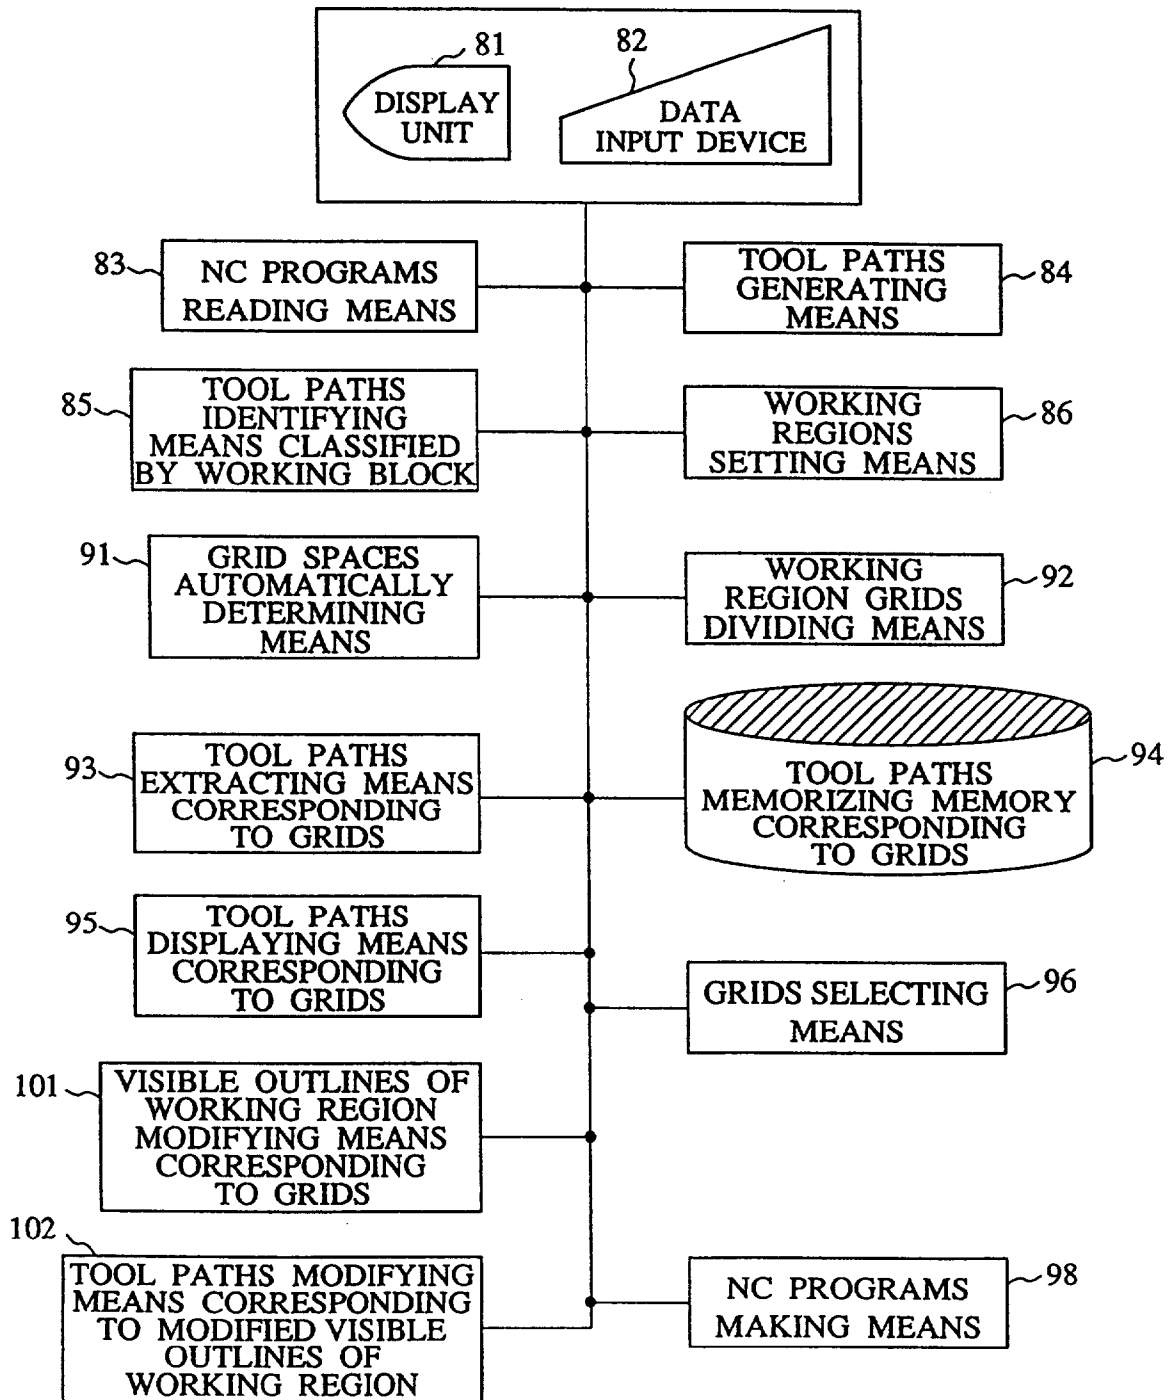 81
DISPLAY
UNIT
82
DATA
INPUT DEVICE
83
NC PROGRAMS
READING MEANS
TOOL PATHS
GENERATING
MEANS
84
85
TOOL PATHS
IDENTIFYING
MEANS CLASSIFIED
BY WORKING BLOCK
WORKING
REGIONS
SETTING MEANS
86
91
GRID SPACES
AUTOMATICALLY
DETERMINING
MEANS
WORKING
REGION GRIDS
DIVIDING MEANS
92
93
TOOL PATHS
EXTRACTING MEANS
CORRESPONDING
TO GRIDS
TOOL PATHS
MEMORIZING MEMORY
CORRESPONDING
TO GRIDS
94
95
TOOL PATHS
DISPLAYING MEANS
CORRESPONDING
TO GRIDS
GRIDS SELECTING
MEANS
96
101
VISIBLE OUTLINES OF
WORKING REGION
MODIFYING MEANS
CORRESPONDING
TO GRIDS
102
TOOL PATHS MODIFYING
MEANS CORRESPONDING
TO MODIFIED VISIBLE
OUTLINES OF
WORKING REGION
NC PROGRAMS
MAKING MEANS
98